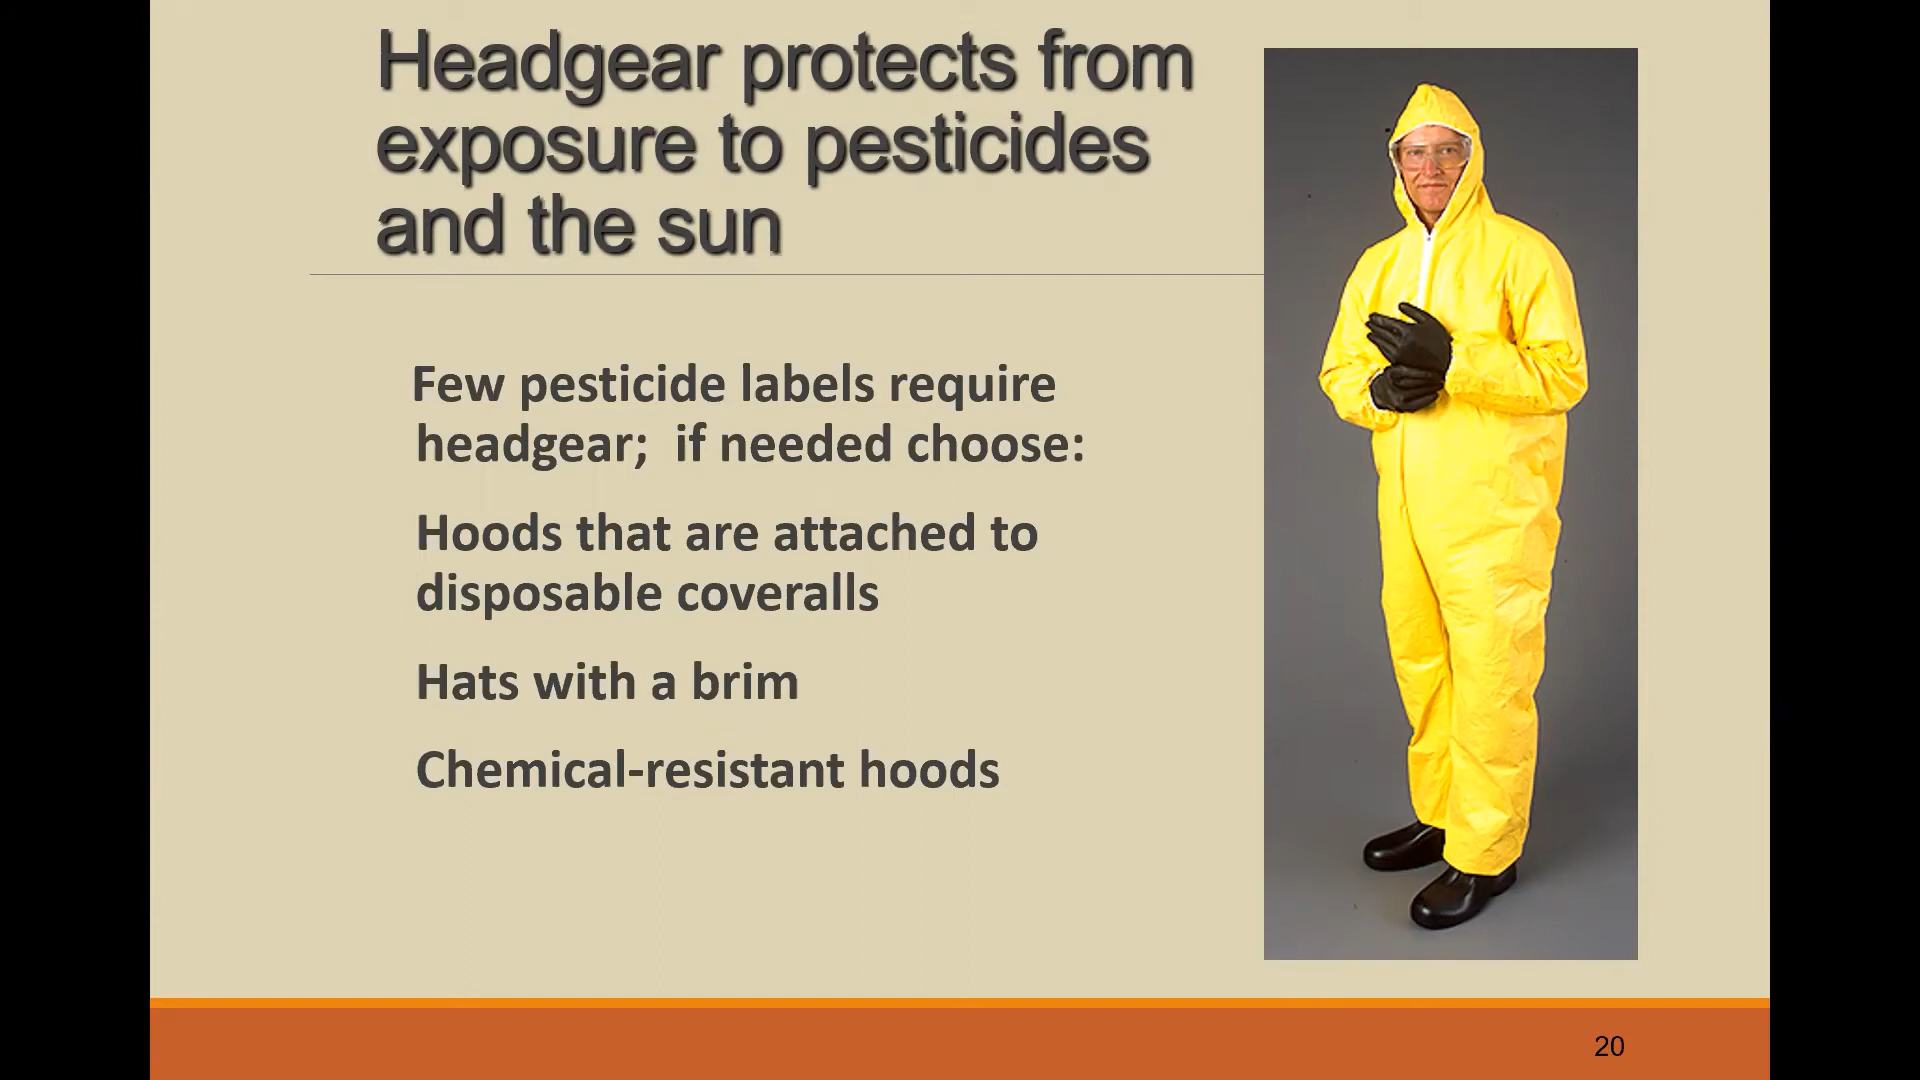 Headgear protects from
exposure to pesticides
and the sun
Few pesticide labels require
headgear;  if needed choose:
Hoods that are attached to
disposable coveralls
Hats with a brim
Chemical-resistant hoods
20